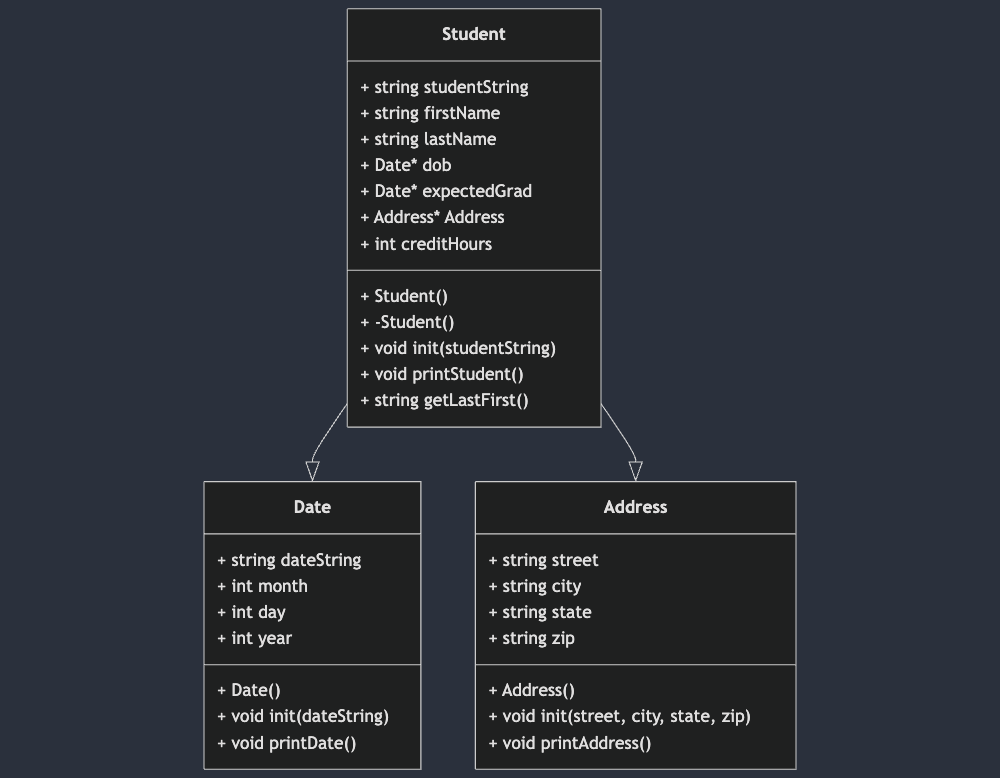 Student
+ string studentString
+ string firstName
+ string lastName
+ Date* dob
+ Date* expectedGrad
+ Address* Address
+ int creditHours
+ Student()
+ -Student()
+ void init(studentString)
+ void printStudent()
+ string getLastFirst()
Date
+ string dateString
+ int month
+ int day
+ int year
+ Date()
+ void init(dateString)
+ void printDate()
Address
+ string street
+ string city
+ string state
+ string zip
+ Address()
+ void init(street, city, state, zip)
+ void printAddress()